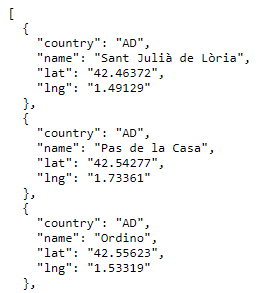 [
  {
    "country": "AD",
    "name": "Sant Julià de Lòria",
    "lat": "42.46372",
    "lng": "1.49129"
  },
  {
    "country": "AD",
    "name": "Pas de la Casa",
    "lat": "42.54277",
    "lng": "1.73361"
  },
  {
    "country": "AD",
    "name": "Ordino",
    "lat": "42.55623",
    "lng": "1.53319"
  },